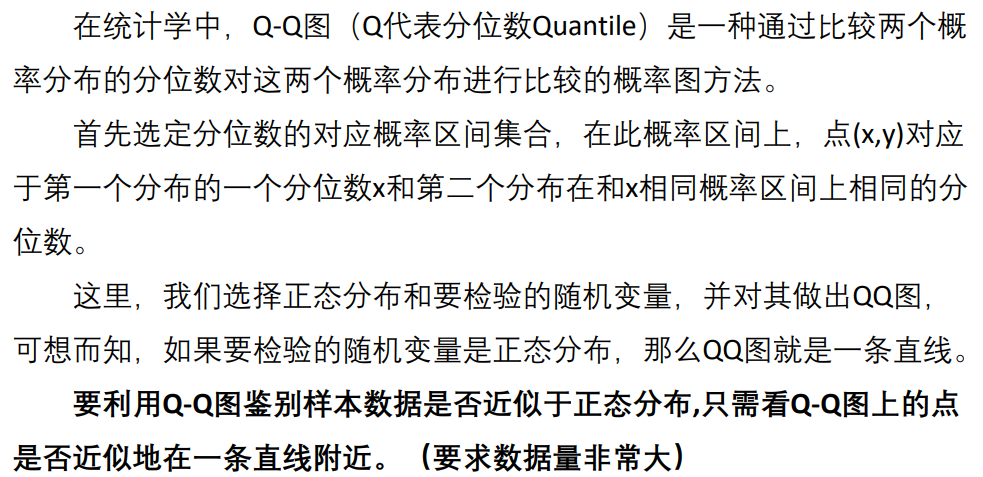 在统计学中，Q-Q图（Q代表分位数Quantile）是一种通过比较两个概
率分布的分位数对这两个概率分布进行比较的概率图方法。
首先选定分位数的对应概率区间集合，在此概率区间上，点(x,y)对应
于第一个分布的一个分位数x和第二个分布在和x相同概率区间上相同的分
位数。
这里，我们选择正态分布和要检验的随机变量，并对其做出QQ图，
可想而知，如果要检验的随机变量是正态分布，那么QQ图就是一条直线。
要利用Q-Q图鉴别样本数据是否近似于正态分布,只需看Q-Q图上的点
是否近似地在一条直线附近。（要求数据量非常大）